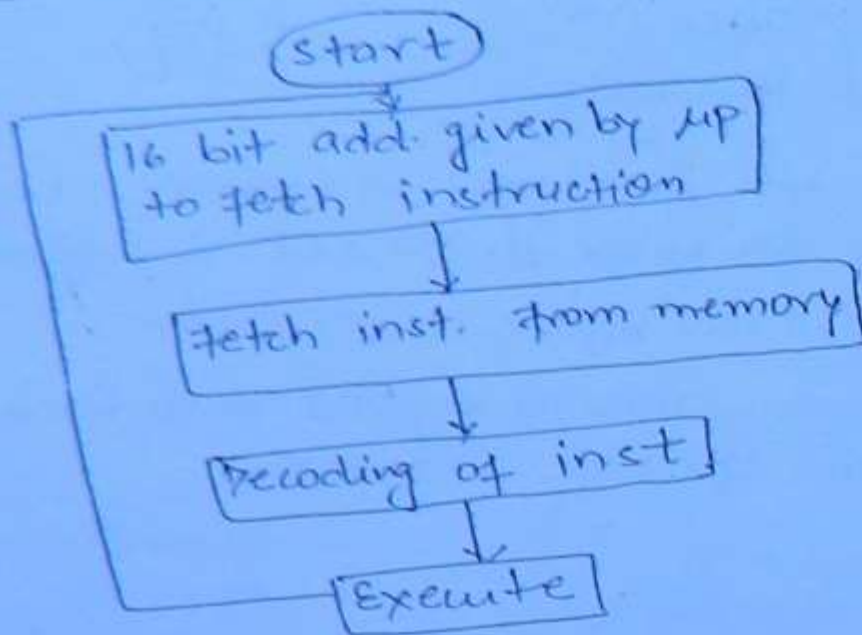 start
16 bit add. given by μp
to fetch instruction
fetch inst. from memory
Decoding of inst
Execute